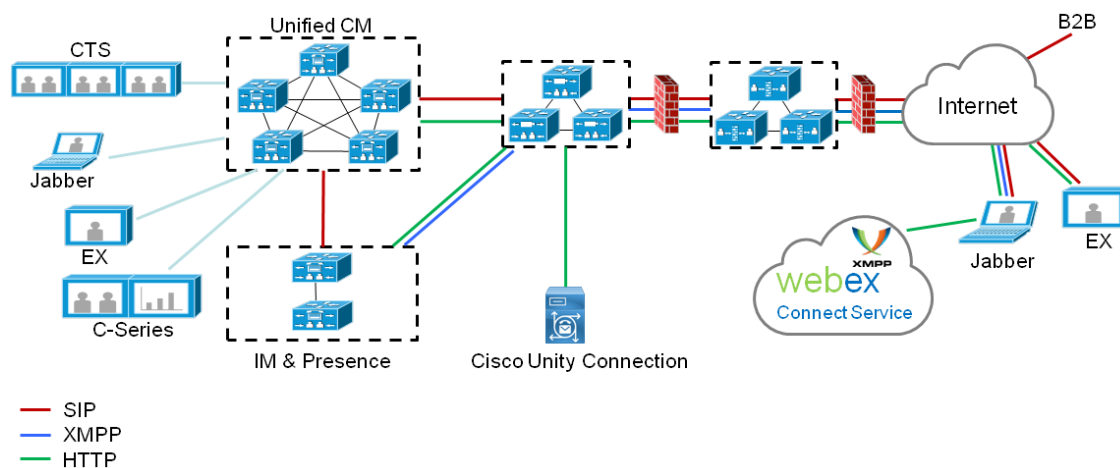 Unified CM
B2B
CTS
Internet
Jabber
EX
C-Series
IM & Presence
Cisco Unity Connection
XMPP
webex
Connect Service
Jabber
EX
SIP
XMPP
HTTP